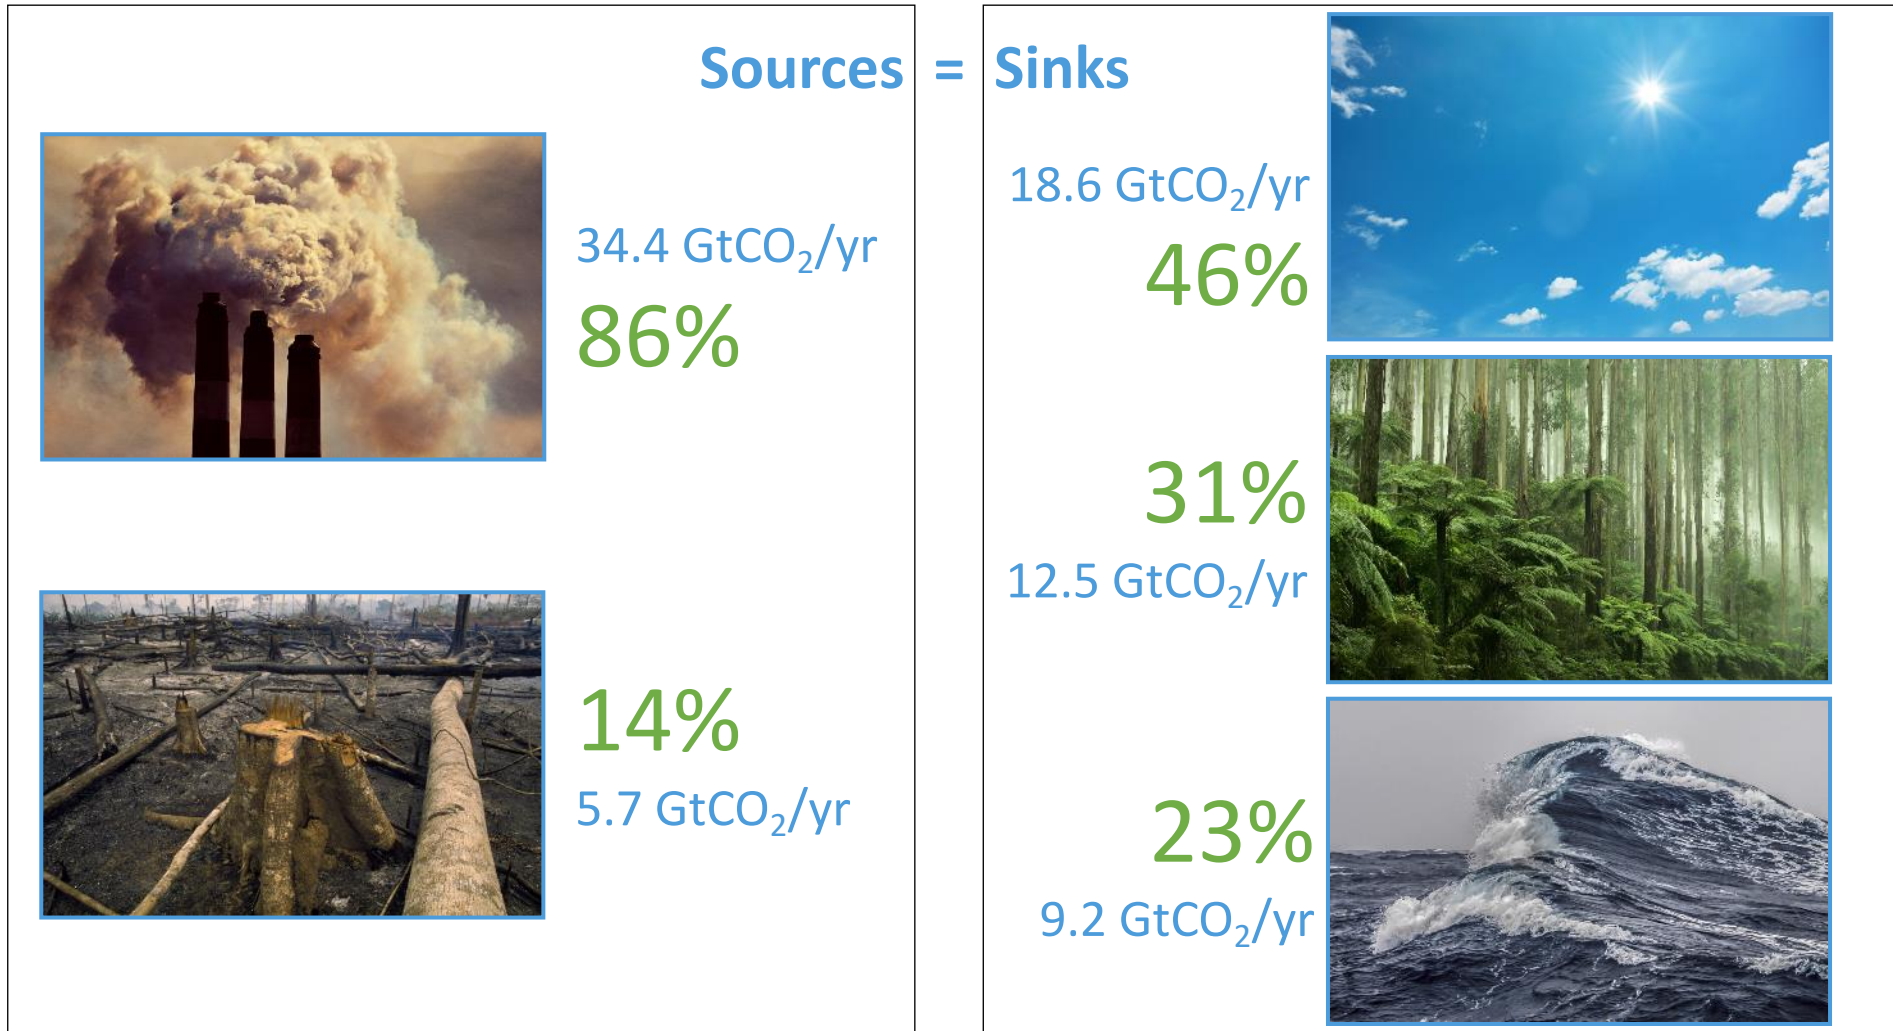 Sources = Sinks
34.4 GtCO₂/yr
86%
14%
5.7 GtCO₂/yr
18.6 GtCO₂/yr
46%
31%
12.5 GtCO₂/yr
23%
9.2 GtCO₂/yr